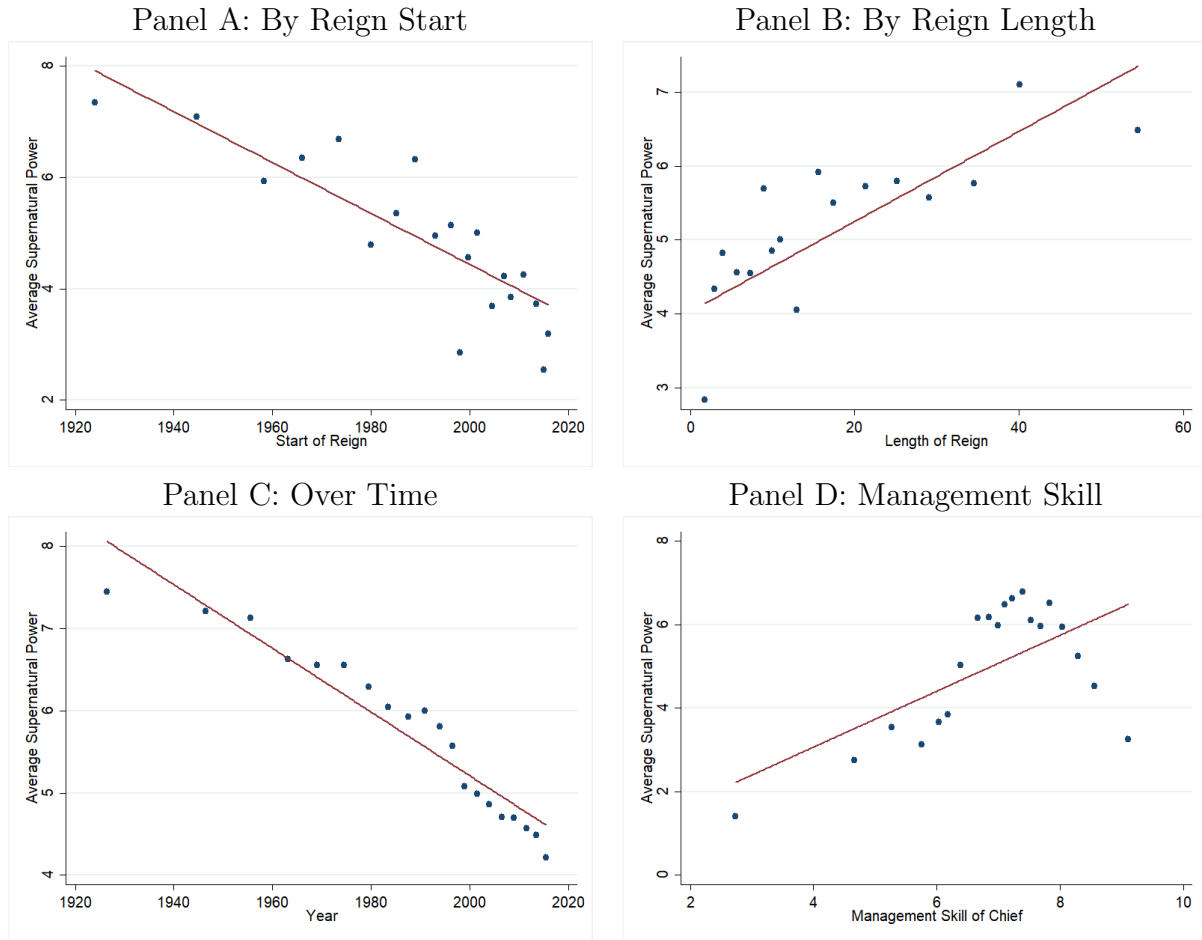 Panel A: By Reign Start
Average Supernatural Power
8
6
4
2
1920 1940 1960 1980 2000 2020
Start of Reign
Panel B: By Reign Length
Average Supernatural Power
7
6
5
4
3
0 20 40 60
Length of Reign
Panel C: Over Time
Average Supernatural Power
8
7
6
5
4
1920 1940 1960 1980 2000 2020
Year
Panel D: Management Skill
Average Supernatural Power
8
6
4
2
0
2 4 6 8 10
Management Skill of Chief